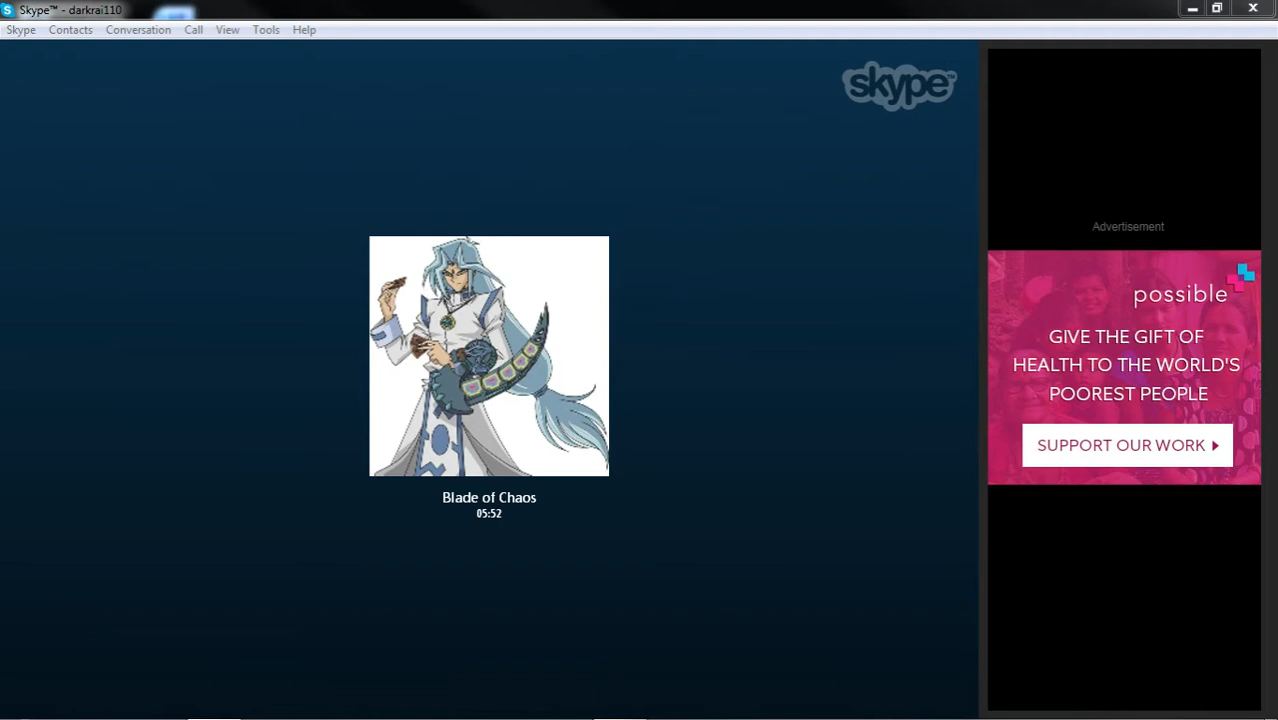 Skype™ - darkrai110
Skype Contacts Conversation Call View Tools Help
skype™
Advertisement
possible
GIVE THE GIFT OF
HEALTH TO THE WORLD'S
POOREST PEOPLE
SUPPORT OUR WORK
Blade of Chaos
05:52